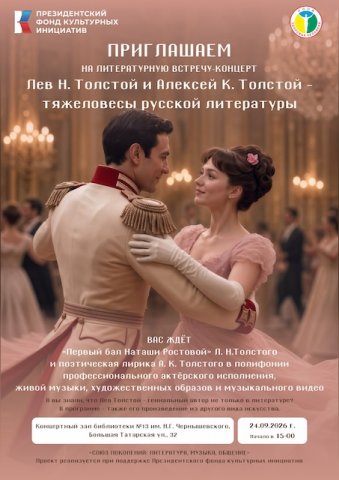 ПРЕЗИДЕНТСКИЙ
ФОНД КУЛЬТУРНЫХ
ИНИЦИАТИВ
ПРИГЛАШАЕМ
НА ЛИТЕРАТУРНУЮ ВСТРЕЧУ-КОНЦЕРТ
Лев Н. Толстой и Алексей К. Толстой –
тяжеловесы русской литературы
ВАС ЖДЁТ
«Первый бал Наташи Ростовой» Л. Н.Толстого
и поэтическая лирика А. К. Толстого в полифонии
профессионального актёрского исполнения,
живой музыки, художественных образов и музыкального видео
А вы знали, что Лев Толстой - гениальный автор не только в литературе?
В программе - также его произведение из другого вида искусства.
Концертный зал библиотеки №13 им. Н.Г. Чернышевского,
Большая Татарская ул., 32
24.09.2026 г.
Начало в 15-00
«СОЮЗ ПОКОЛЕНИЙ: ЛИТЕРАТУРА, МУЗЫКА, ОБЩЕНИЕ»
Проект реализуется при поддержке Президентского фонда культурных инициатив